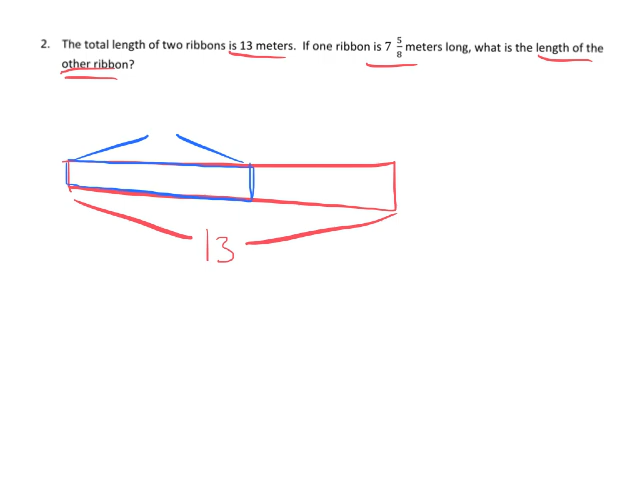 2. The total length of two ribbons is 13 meters. If one ribbon is 7 5/8 meters long, what is the length of the
other ribbon?
13